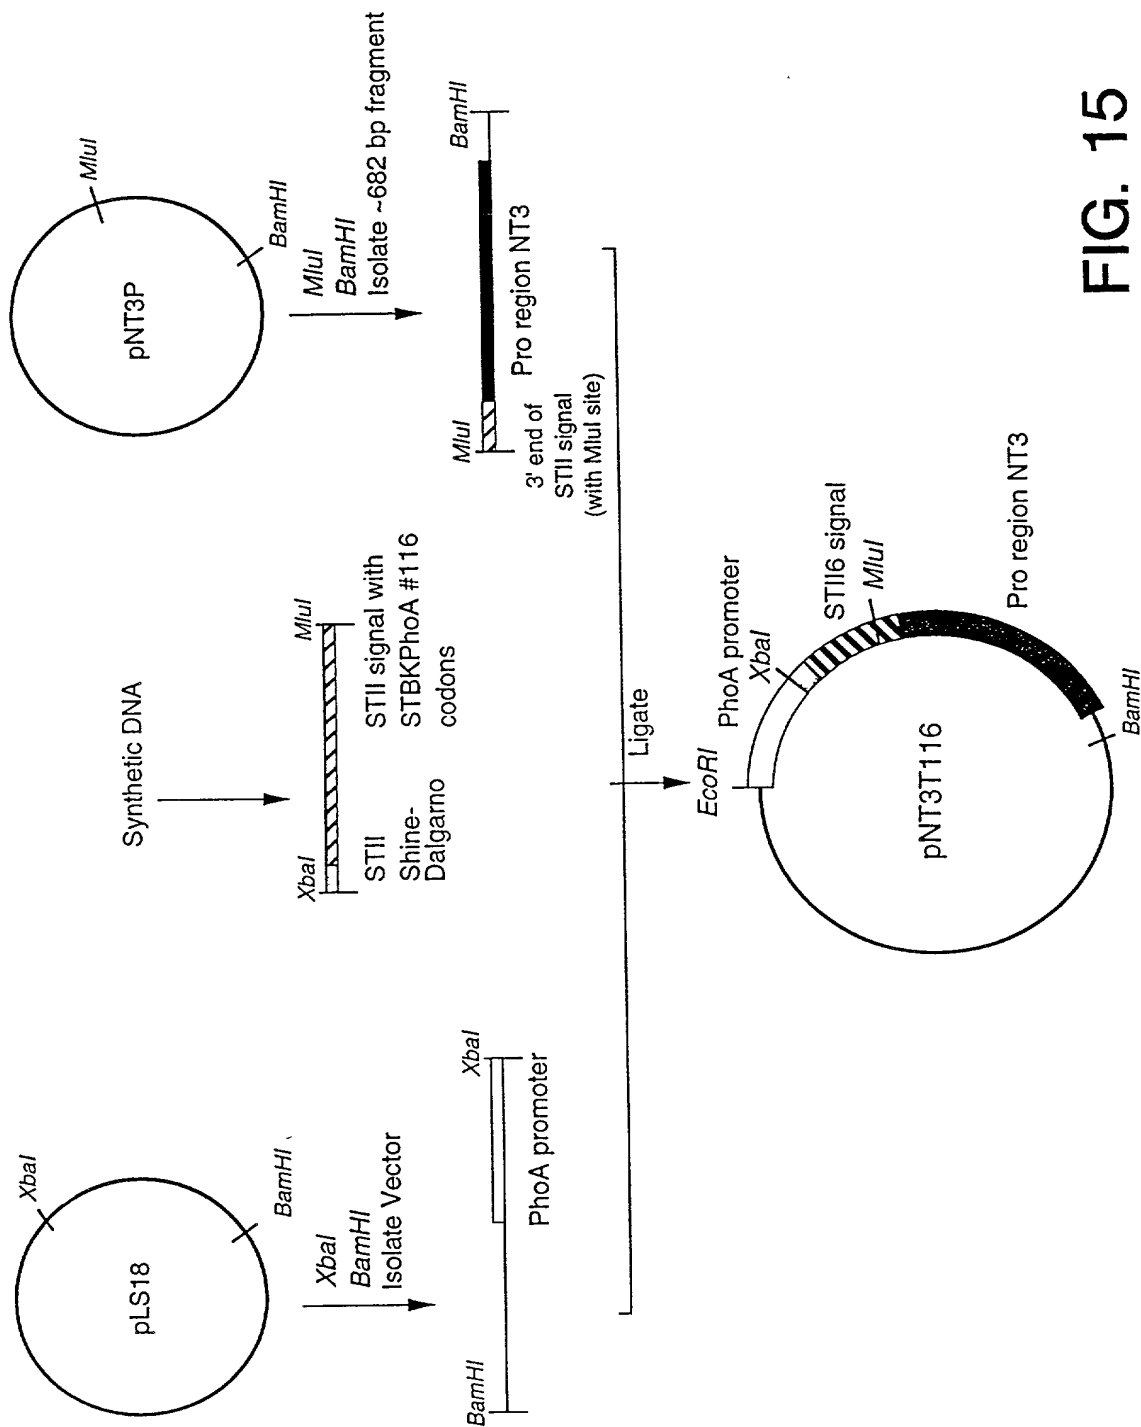 pLS18
XbaI
BamHI
XbaI
BamHI
Isolate Vector
BamHI
XbaI
PhoA promoter
Synthetic DNA
XbaI
MluI
STII
Shine-
Dalgarno
STII signal with
STBKPhoA #116
codons
pNT3P
MluI
BamHI
MluI
BamHI
Isolate ~682 bp fragment
MluI
BamHI
3' end of
STII signal
(with MluI site)
Pro region NT3
Ligate
EcoRI
PhoA promoter
XbaI
STII6 signal
MluI
Pro region NT3
BamHI
pNT3T116
FIG. 15